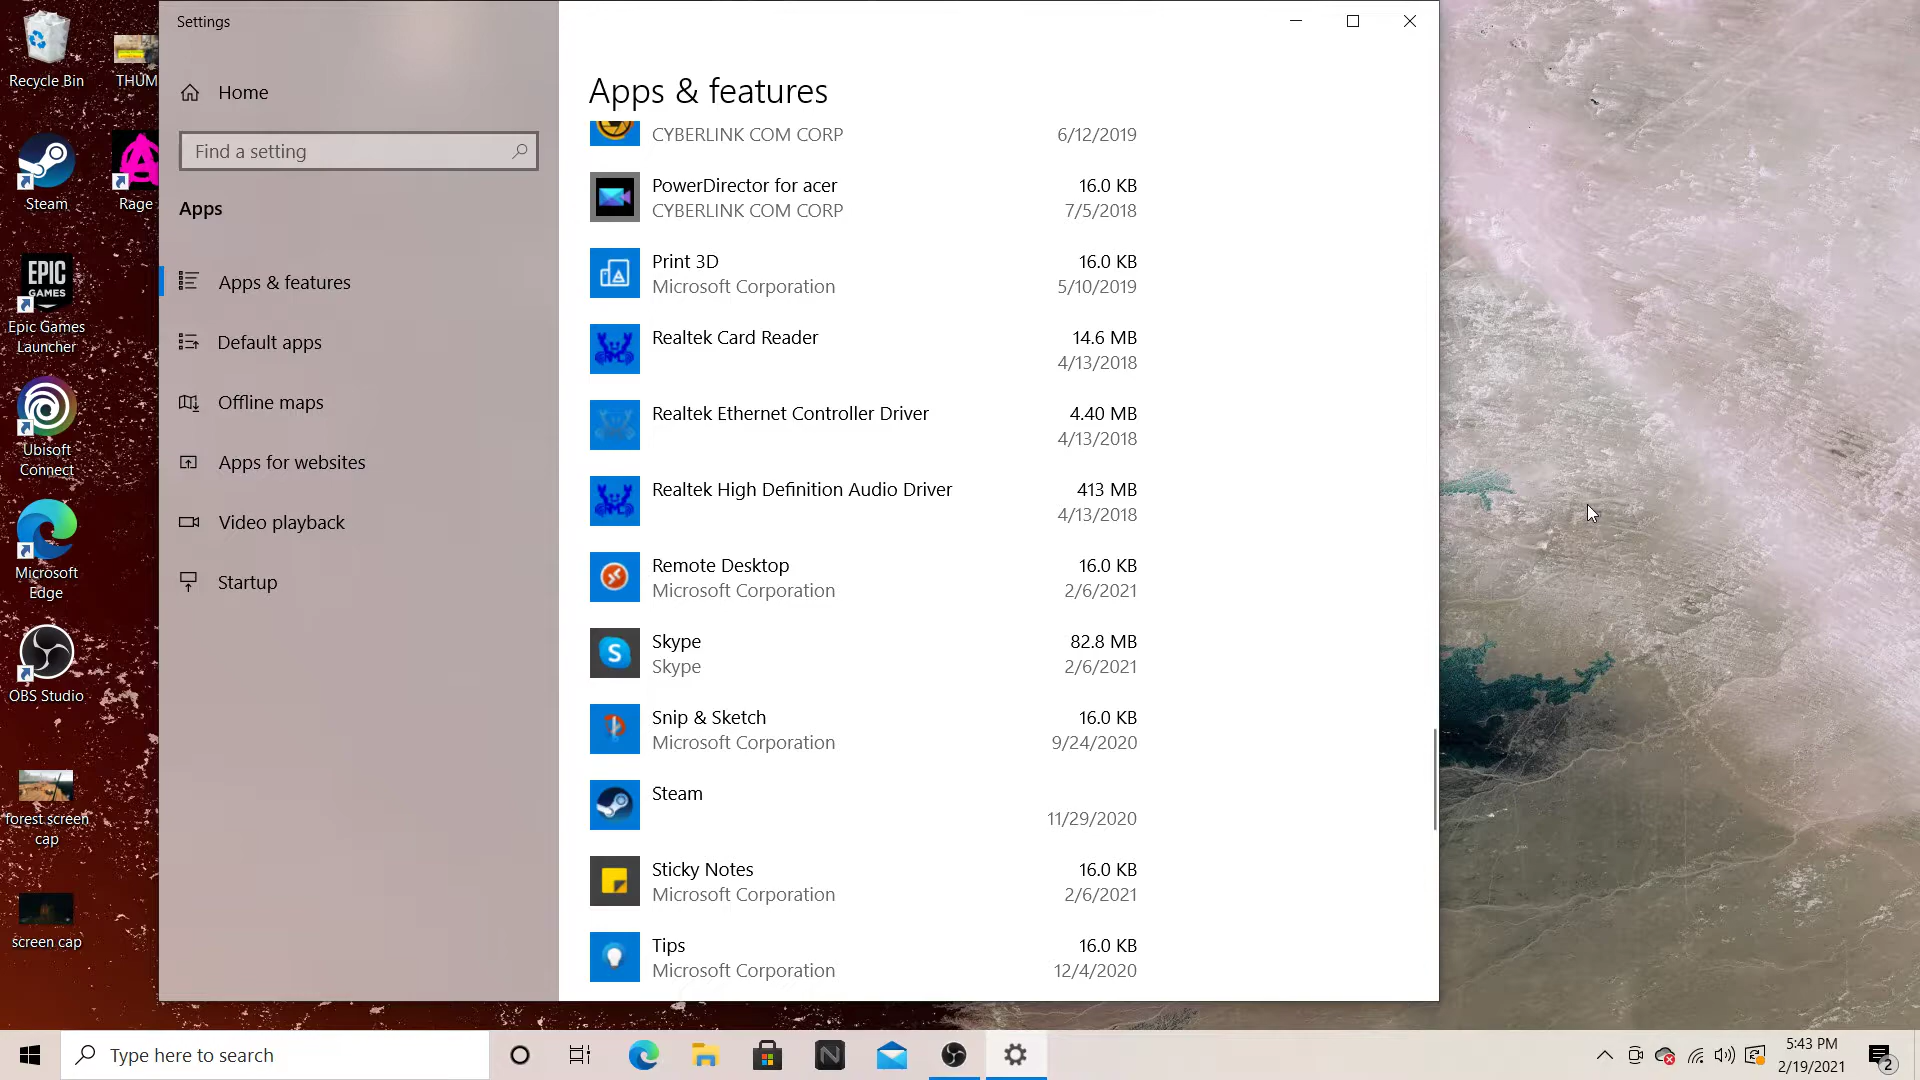 Settings
Home
Find a setting
Apps
Apps & features
Default apps
Offline maps
Apps for websites
Video playback
Startup
Apps & features
CYBERLINK COM CORP 6/12/2019
PowerDirector for acer 16.0 KB
CYBERLINK COM CORP 7/5/2018
Print 3D 16.0 KB
Microsoft Corporation 5/10/2019
Realtek Card Reader 14.6 MB
4/13/2018
Realtek Ethernet Controller Driver 4.40 MB
4/13/2018
Realtek High Definition Audio Driver 413 MB
4/13/2018
Remote Desktop 16.0 KB
Microsoft Corporation 2/6/2021
Skype 82.8 MB
Skype 2/6/2021
Snip & Sketch 16.0 KB
Microsoft Corporation 9/24/2020
Steam
11/29/2020
Sticky Notes 16.0 KB
Microsoft Corporation 2/6/2021
Tips 16.0 KB
Microsoft Corporation 12/4/2020
Recycle Bin
THUM
Steam
Rage
EPIC
GAMES
Epic Games
Launcher
Ubisoft
Connect
Microsoft
Edge
OBS Studio
forest screen
cap
screen cap
Type here to search
5:43 PM
2/19/2021
2